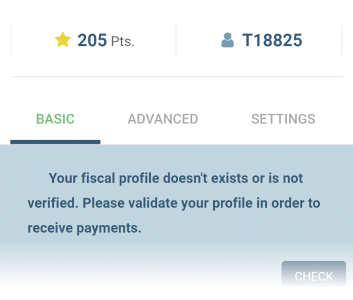 205 Pts.
T18825
BASIC
ADVANCED
SETTINGS
Your fiscal profile doesn't exists or is not
verified. Please validate your profile in order to
receive payments.
CHECK